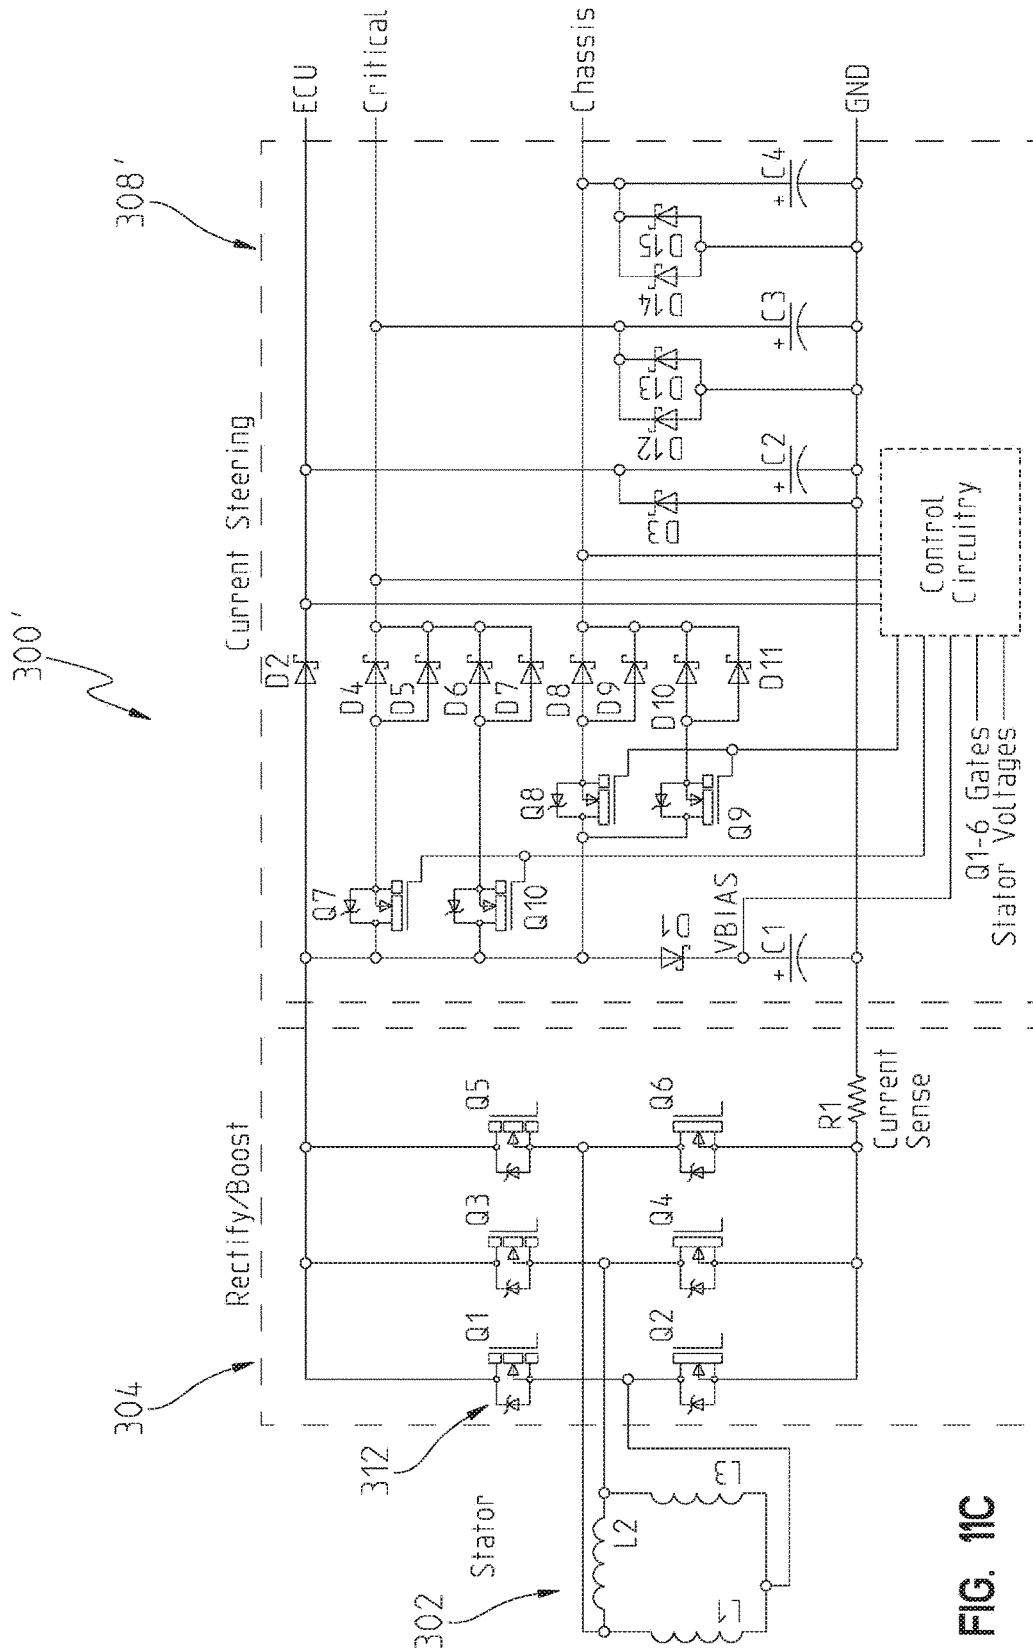 300'
304
Rectify/Boost
Current Steering
308'
ECU
Critical
Chassis
GND
312
302
Stator
L1
L2
L3
Q1
Q2
Q3
Q4
Q5
Q6
R1
Current
Sense
Q7
Q10
Q8
Q9
D1
VBIAS
+ C1
D2
D4
D5
D6
D7
D8
D9
D10
D11
D3
+ C2
D12
D13
+ C3
D14
D15
+ C4
Control
Circuitry
Q1-6 Gates
Stator Voltages
FIG. 11C